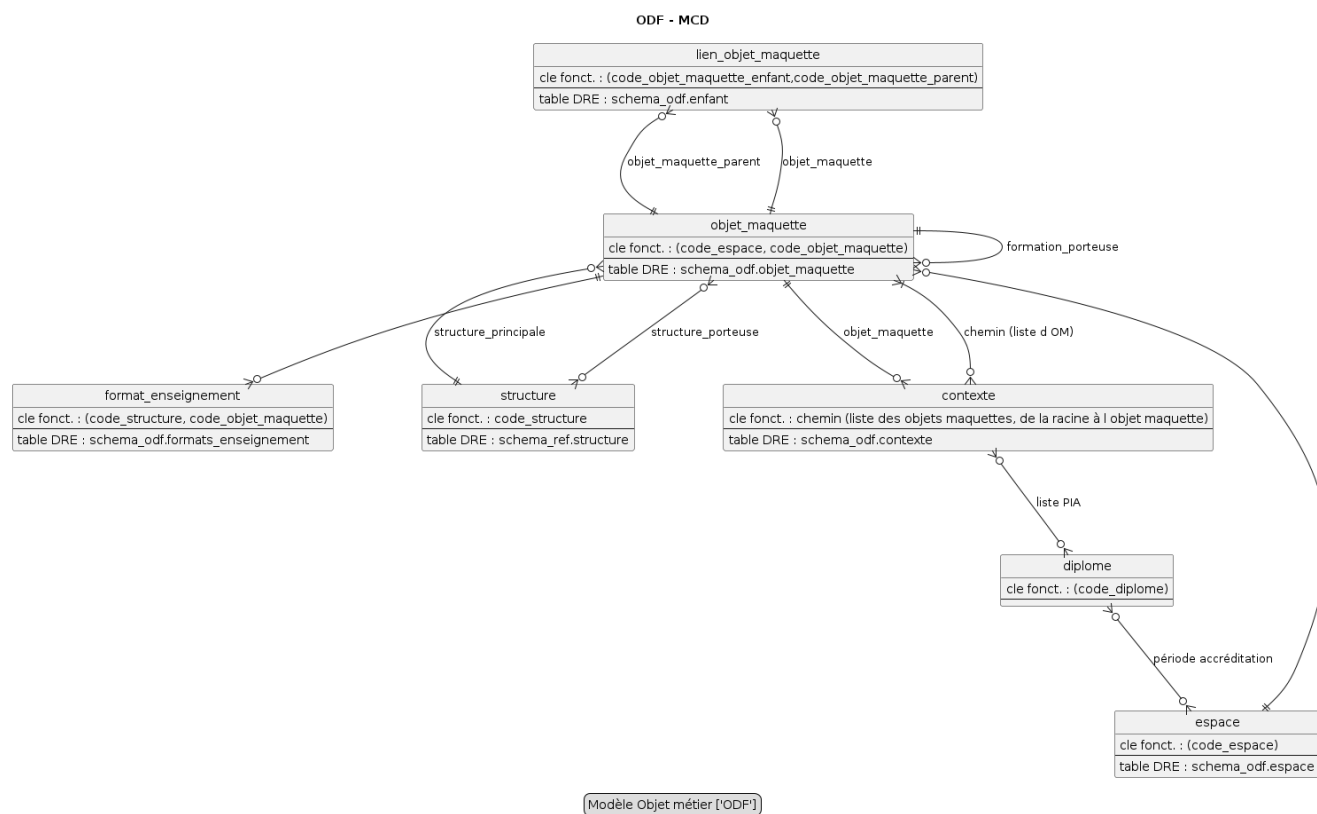 ODF - MCD
lien_objet_maquette
cle fonct. : (code_objet_maquette_enfant,code_objet_maquette_parent)
table DRE : schema_odf.enfant
objet_maquette_parent
objet_maquette
objet_maquette
cle fonct. : (code_espace, code_objet_maquette)
table DRE : schema_odf.objet_maquette
formation_porteuse
structure_principale
structure_porteuse
objet_maquette
chemin (liste d OM)
format_enseignement
cle fonct. : (code_structure, code_objet_maquette)
table DRE : schema_odf.formats_enseignement
structure
cle fonct. : code_structure
table DRE : schema_ref.structure
contexte
cle fonct. : chemin (liste des objets maquettes, de la racine à l objet maquette)
table DRE : schema_odf.contexte
liste PIA
diplome
cle fonct. : (code_diplome)
période accréditation
espace
cle fonct. : (code_espace)
table DRE : schema_odf.espace
Modèle Objet métier ['ODF']